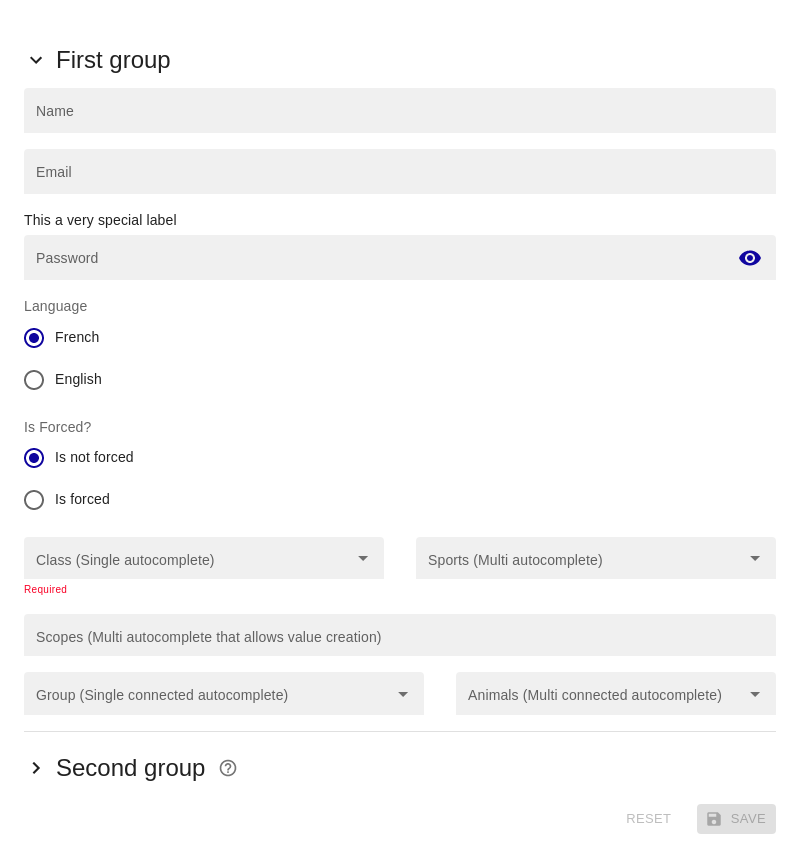 First group
Name
Email
This a very special label
Password
Language
French
English
Is Forced?
Is not forced
Is forced
Class (Single autocomplete) Sports (Multi autocomplete)
Required
Scopes (Multi autocomplete that allows value creation)
Group (Single connected autocomplete) Animals (Multi connected autocomplete)
Second group
RESET SAVE